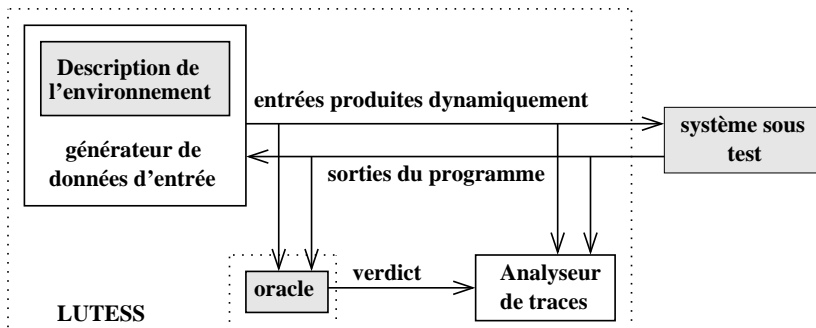 Description de
l'environnement
entrées produites dynamiquement
système sous
test
générateur de
données d'entrée
sorties du programme
oracle
verdict
Analyseur
de traces
LUTESS